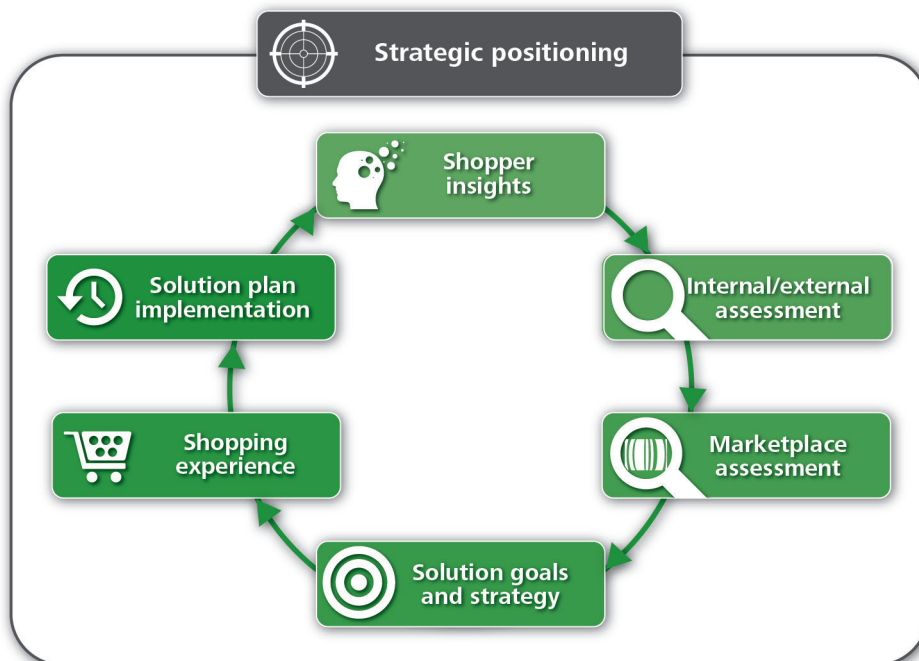 Strategic positioning
Shopper
insights
Internal/external
assessment
Marketplace
assessment
Solution goals
and strategy
Shopping
experience
Solution plan
implementation